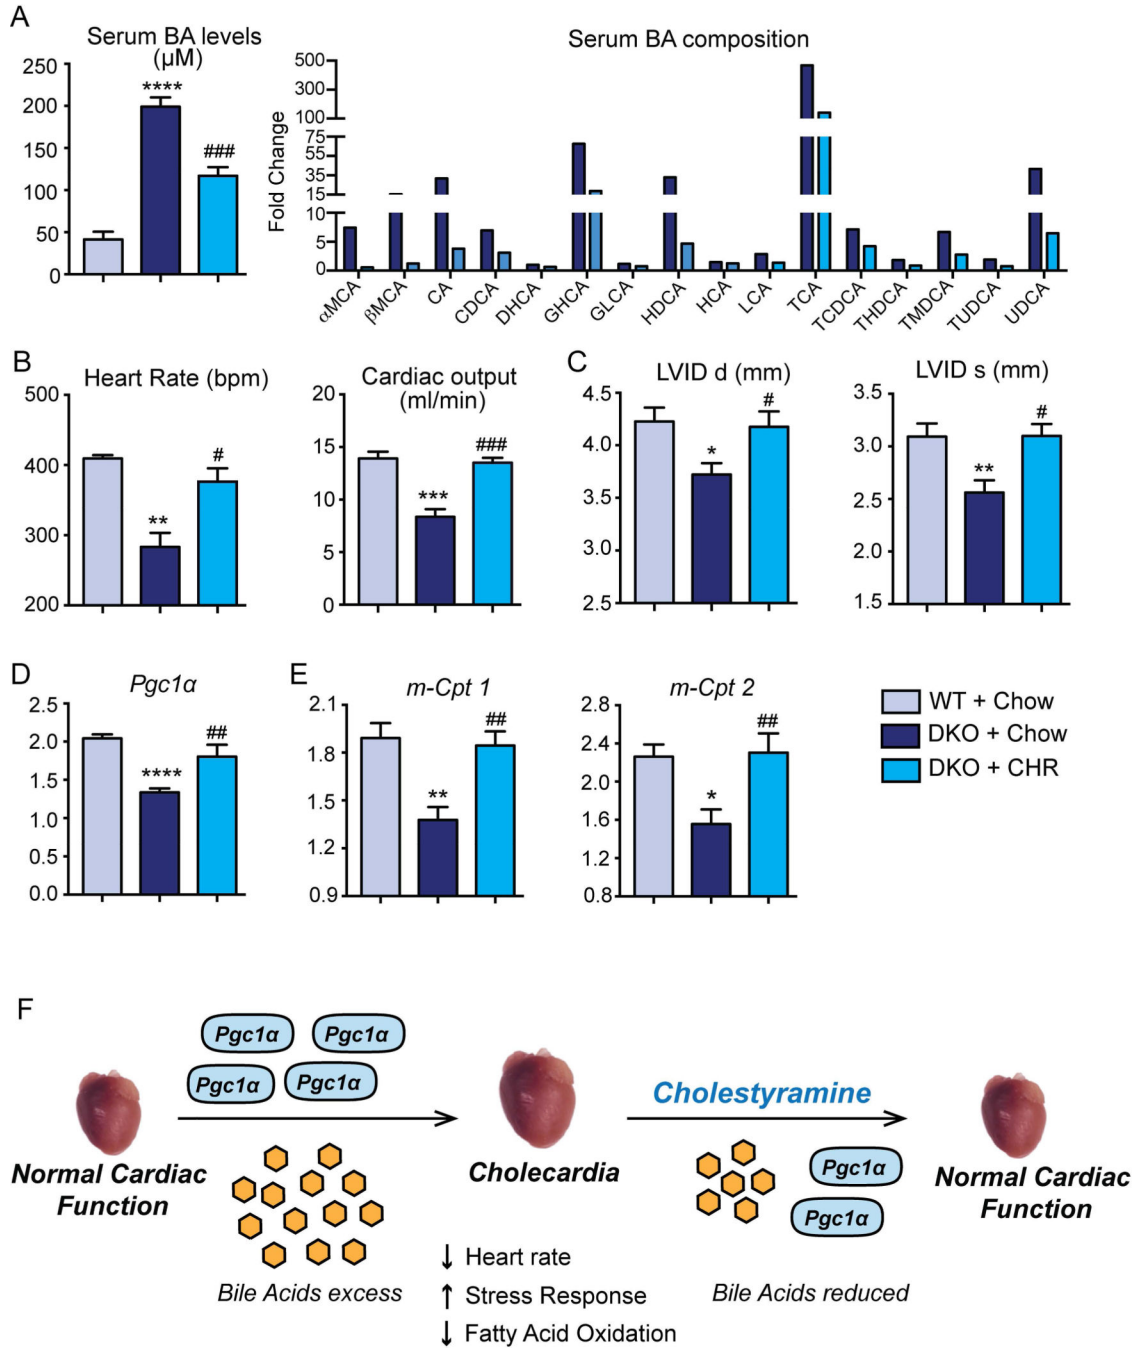 A
Serum BA levels
(µM)
250
200
150
100
50
0
****
###
Serum BA composition
Fold Change
500
300
100
75
55
35
15
10
5
0
αMCA
βMCA
CA
CDCA
DHCA
GHCA
GLCA
HDCA
HCA
LCA
TCA
TCDCA
THDCA
TMDCA
TUDCA
UDCA
B
Heart Rate (bpm)
500
400
300
200
**
#
Cardiac output
(ml/min)
20
15
10
5
0
***
###
C
LVID d (mm)
4.5
4.0
3.5
3.0
2.5
*
#
LVID s (mm)
3.5
3.0
2.5
2.0
1.5
**
#
D
Pgc1α
2.5
2.0
1.5
1.0
0.5
0.0
****
##
E
m-Cpt 1
2.1
1.8
1.5
1.2
0.9
**
##
m-Cpt 2
2.8
2.4
2.0
1.6
1.2
0.8
*
##
WT + Chow
DKO + Chow
DKO + CHR
F
Pgc1α Pgc1α
Pgc1α Pgc1α
Normal Cardiac
Function
Bile Acids excess
Cholecardia
↓ Heart rate
↑ Stress Response
↓ Fatty Acid Oxidation
Cholestyramine
Pgc1α
Pgc1α
Bile Acids reduced
Normal Cardiac
Function